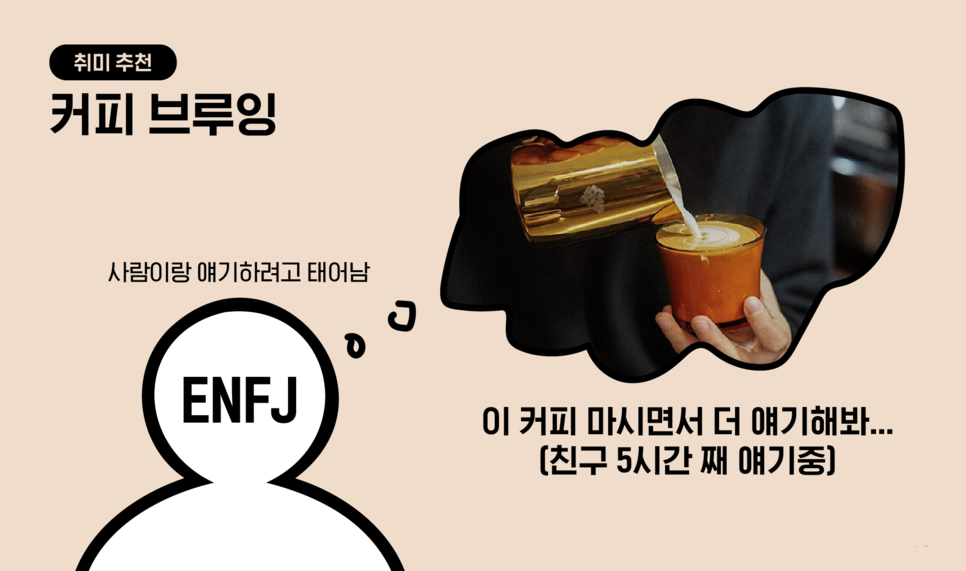 취미 추천
커피 브루잉
사람이랑 얘기하려고 태어남
ENFJ
이 커피 마시면서 더 얘기해봐...
(친구 5시간 째 얘기중)